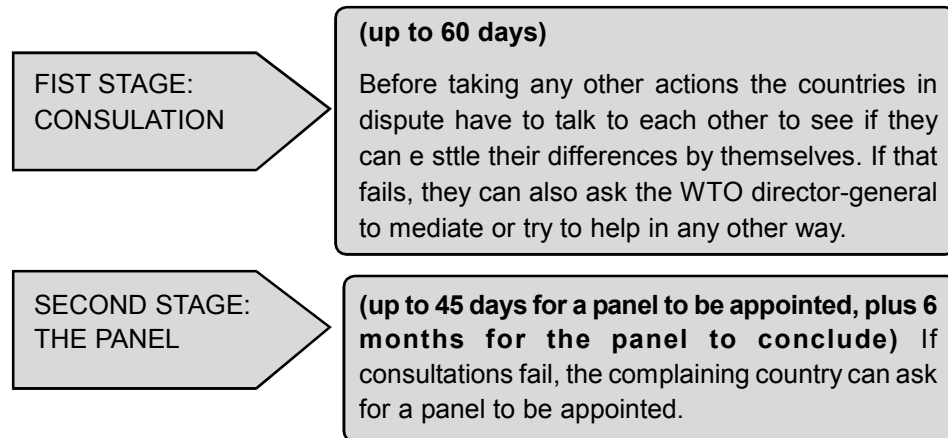 FIST STAGE:
CONSULATION
(up to 60 days)
Before taking any other actions the countries in
dispute have to talk to each other to see if they
can e sttle their differences by themselves. If that
fails, they can also ask the WTO director-general
to mediate or try to help in any other way.
SECOND STAGE:
THE PANEL
(up to 45 days for a panel to be appointed, plus 6
months for the panel to conclude) If
consultations fail, the complaining country can ask
for a panel to be appointed.